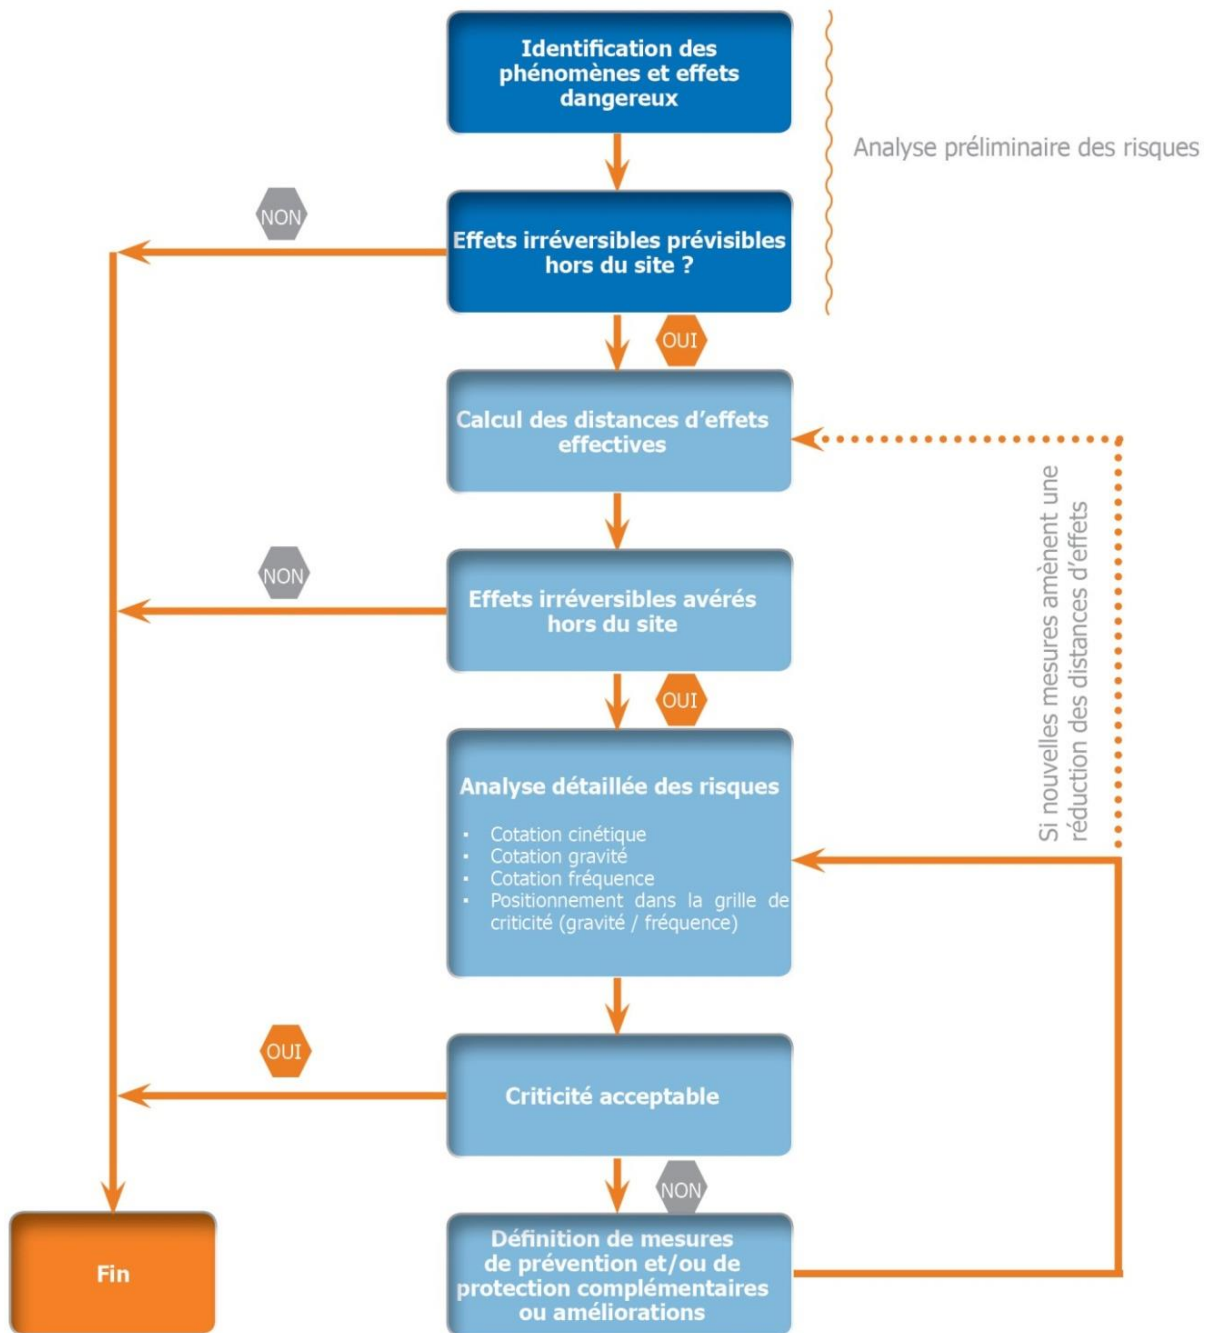 Identification des
phénomènes et effets
dangereux
Analyse préliminaire des risques
NON
Effets irréversibles prévisibles
hors du site ?
OUI
Calcul des distances d’effets
effectives
Si nouvelles mesures amènent une
réduction des distances d’effets
NON
Effets irréversibles avérés
hors du site
OUI
Analyse détaillée des risques
▪ Cotation cinétique
▪ Cotation gravité
▪ Cotation fréquence
▪ Positionnement dans la grille de
criticité (gravité / fréquence)
OUI
Criticité acceptable
NON
Définition de mesures
de prévention et/ou de
protection complémentaires
ou améliorations
Fin